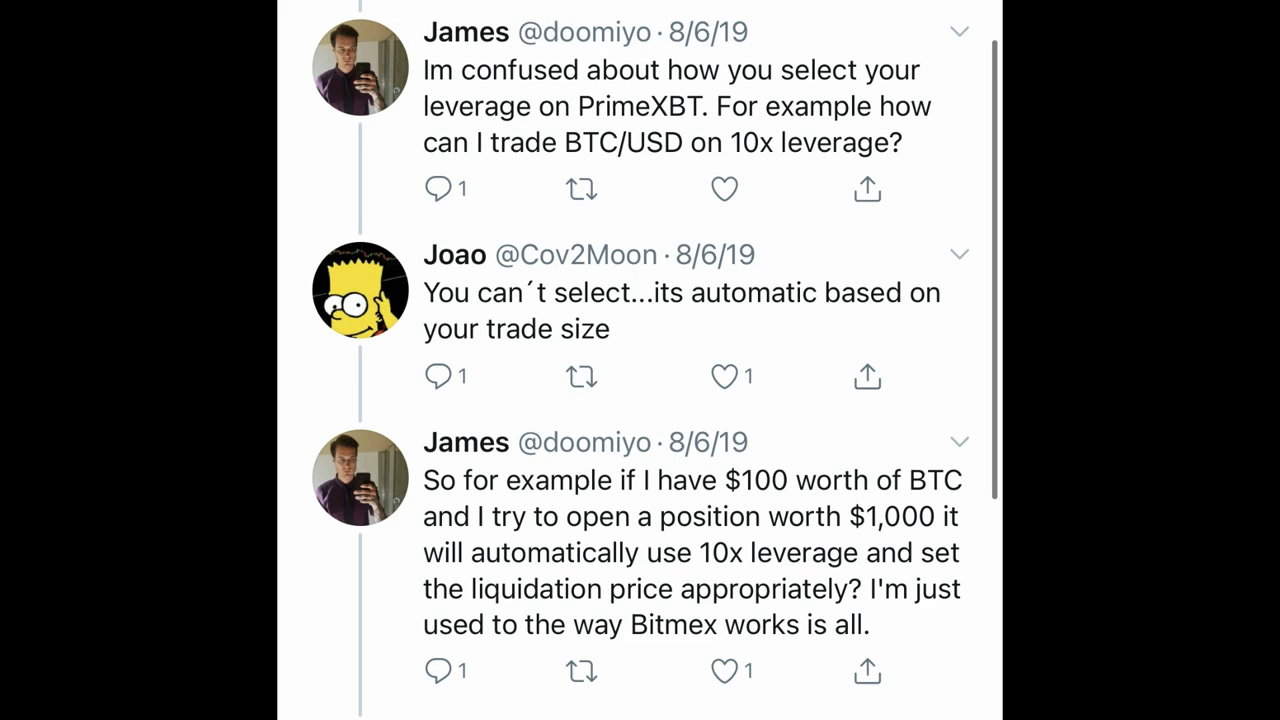 James @doomiyo · 8/6/19
Im confused about how you select your
leverage on PrimeXBT. For example how
can I trade BTC/USD on 10x leverage?
1
Joao @Cov2Moon · 8/6/19
You can´t select...its automatic based on
your trade size
1 1
James @doomiyo · 8/6/19
So for example if I have $100 worth of BTC
and I try to open a position worth $1,000 it
will automatically use 10x leverage and set
the liquidation price appropriately? I'm just
used to the way Bitmex works is all.
1 1